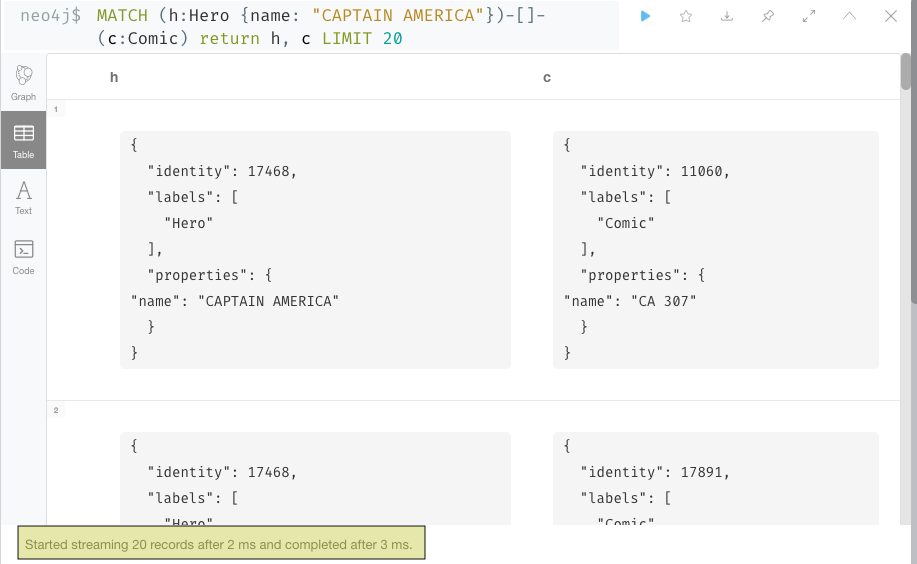 neo4j$ MATCH (h:Hero {name: "CAPTAIN AMERICA"})-[]-
(c:Comic) return h, c LIMIT 20
Graph
Table
Text
Code
h
c
1
{
"identity": 17468,
"labels": [
"Hero"
],
"properties": {
"name": "CAPTAIN AMERICA"
}
}
{
"identity": 11060,
"labels": [
"Comic"
],
"properties": {
"name": "CA 307"
}
}
2
{
"identity": 17468,
"labels": [
"Hero"
{
"identity": 17891,
"labels": [
"Comic"
Started streaming 20 records after 2 ms and completed after 3 ms.